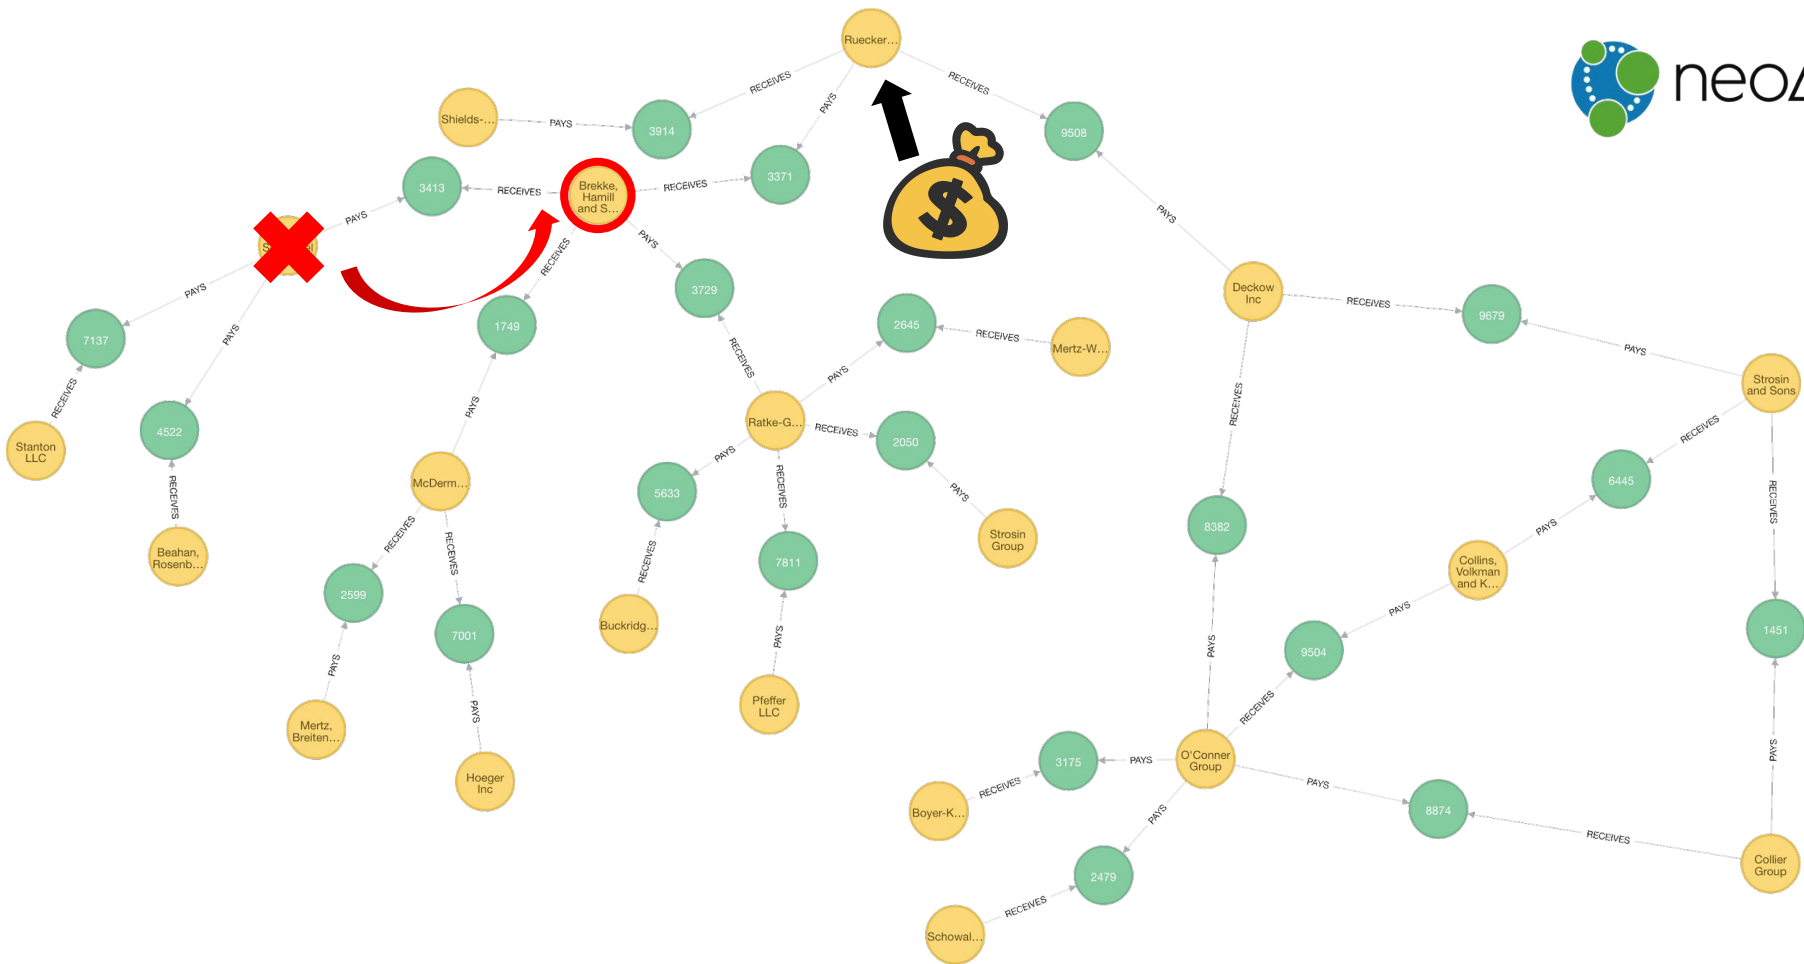 Ruecker...
neo
RECEIVES
RECEIVES
PAYS
Shields-...
PAYS
3914
9508
3413
RECEIVES
Brekke,
Hamill
and S...
RECEIVES
3371
PAYS
PAYS
PAYS
RECEIVES
PAYS
7137
PAYS
1749
3729
2645
RECEIVES
Mertz-W...
Deckow
Inc
RECEIVES
9679
PAYS
RECEIVES
PAYS
Strosin
and Sons
RECEIVES
4522
Stanton
LLC
PAYS
Ratke-G...
RECEIVES
2050
RECEIVES
RECEIVES
PAYS
RECEIVES
McDerm...
5633
PAYS
6445
RECEIVES
RECEIVES
Beahan,
Rosenb...
RECEIVES
RECEIVES
RECEIVES
7811
Strosin
Group
8382
PAYS
Collins,
Volkman
and K...
2599
7001
Buckridg...
PAYS
PAYS
PAYS
1451
9504
PAYS
PAYS
Mertz,
Breiten...
Pfeffer
LLC
RECEIVES
Hoeger
Inc
3175
PAYS
O'Conner
Group
PAYS
PAYS
RECEIVES
Boyer-K...
PAYS
8874
RECEIVES
2479
Collier
Group
RECEIVES
Schowal...